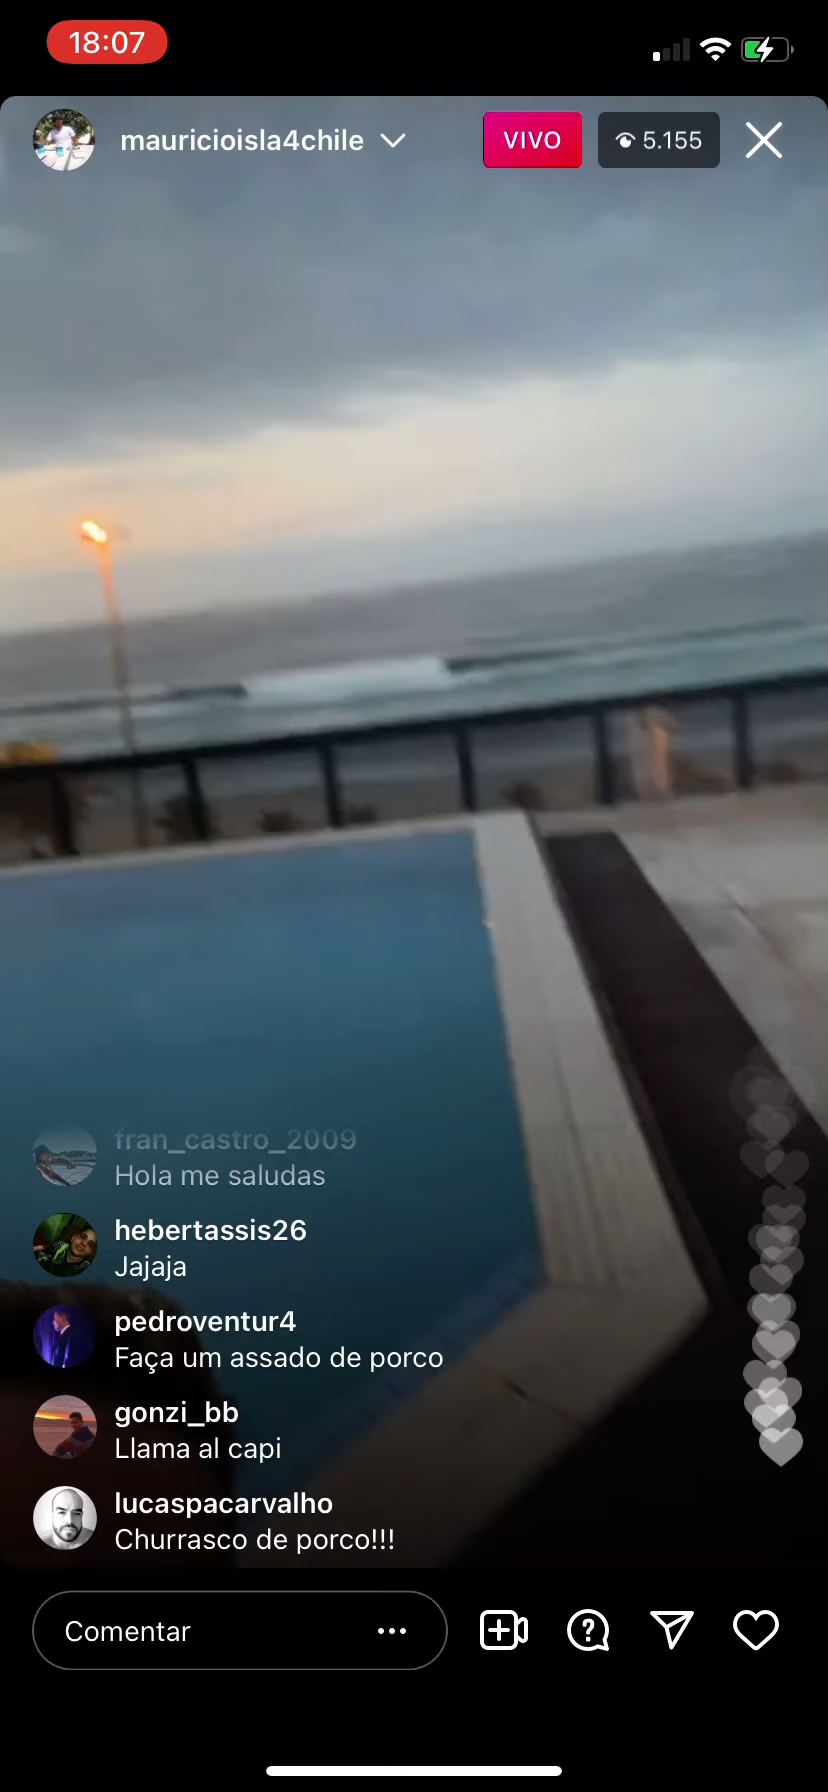 18:07
mauricioisla4chile
VIVO
5.155
fran_castro_2009
Hola me saludas
hebertassis26
Jajaja
pedroventur4
Faça um assado de porco
gonzi_bb
Llama al capi
lucaspacarvalho
Churrasco de porco!!!
Comentar